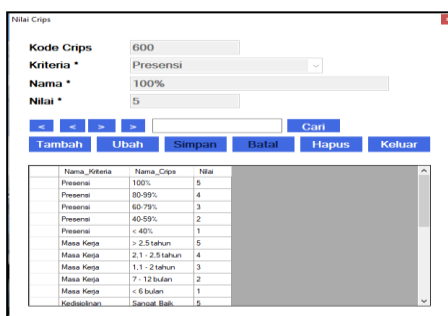 Nilai Crips
Kode Crips 600
Kriteria * Presensi
Nama * 100%
Nilai * 5
< < > > Cari
Tambah Ubah Simpan Batal Hapus Keluar
Nama_Kriteria Nama_Crips Nilai
Presensi 100% 5
Presensi 80-99% 4
Presensi 60-79% 3
Presensi 40-59% 2
Presensi < 40% 1
Masa Kerja > 2,5 tahun 5
Masa Kerja 2,1 - 2,5 tahun 4
Masa Kerja 1,1 - 2 tahun 3
Masa Kerja 7 - 12 bulan 2
Masa Kerja < 6 bulan 1
Kedisiplinan Sangat Baik 5